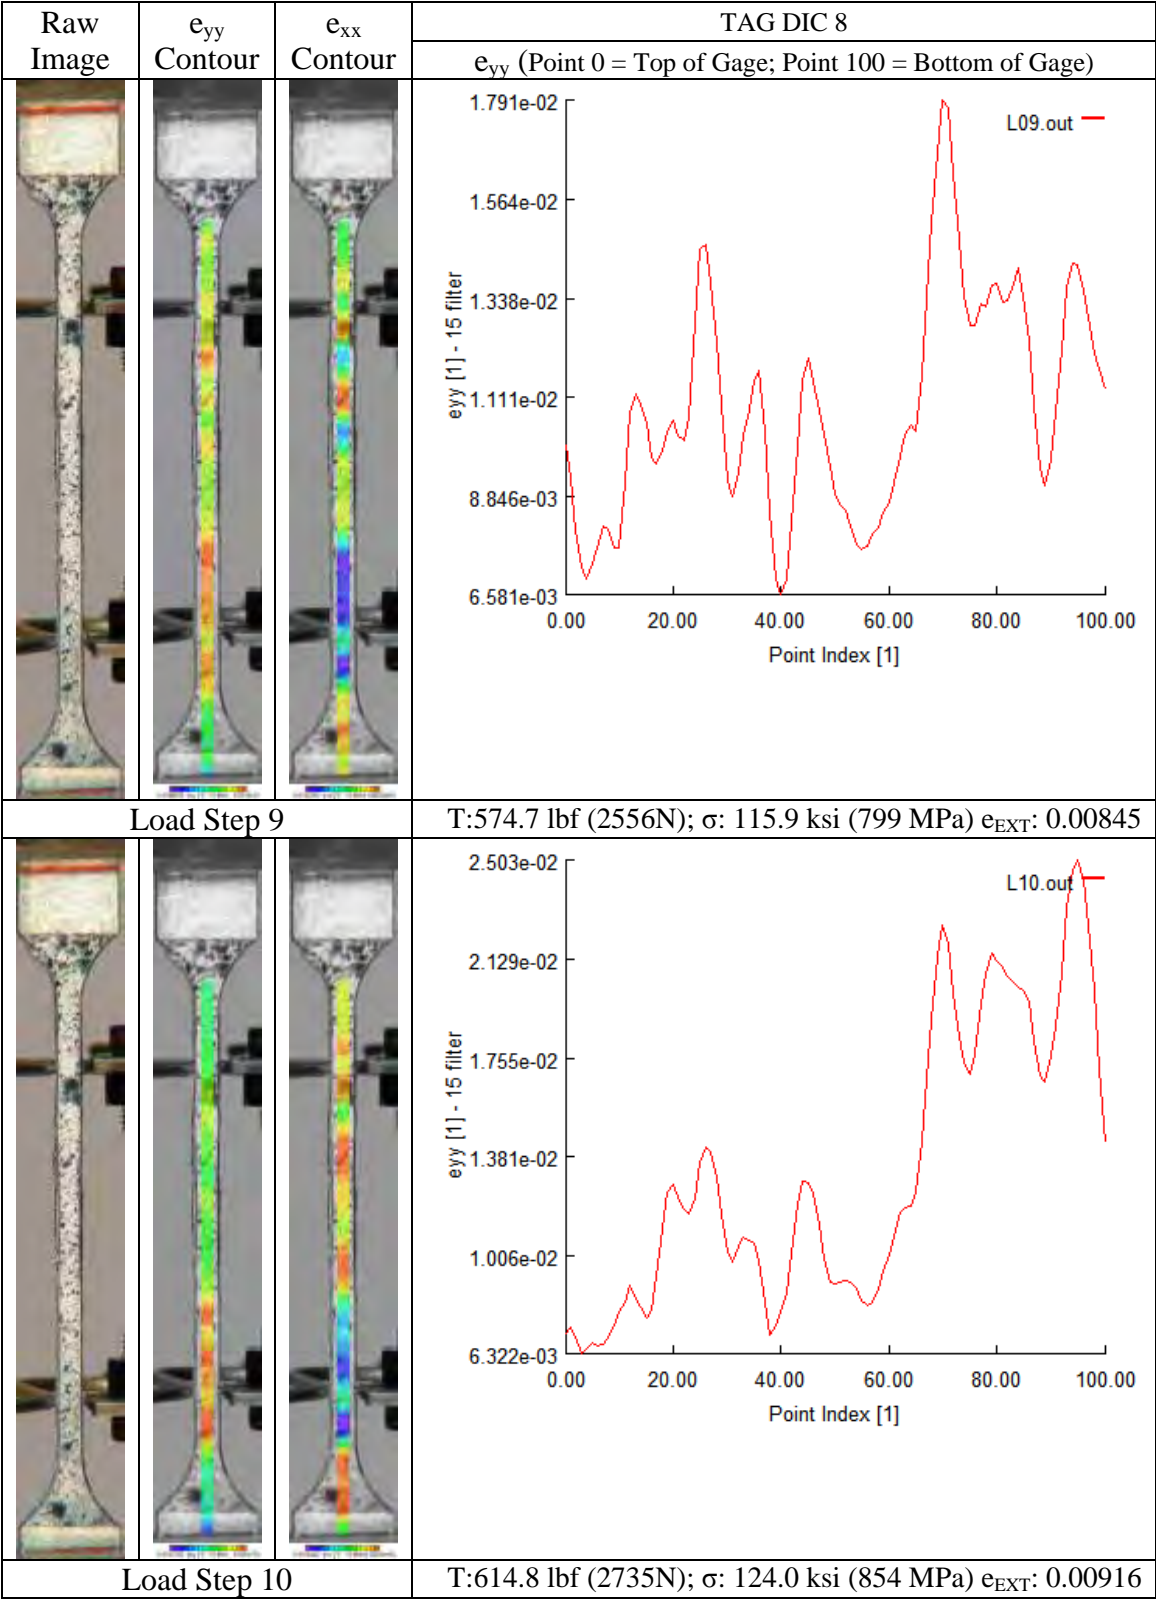 Raw Image
e_yy Contour
e_xx Contour
TAG DIC 8
e_yy (Point 0 = Top of Gage; Point 100 = Bottom of Gage)
1.791e-02
1.564e-02
1.338e-02
1.111e-02
8.846e-03
6.581e-03
eyy [1] - 15 filter
L09.out
0.00 20.00 40.00 60.00 80.00 100.00
Point Index [1]
Load Step 9
T:574.7 lbf (2556N); σ: 115.9 ksi (799 MPa) e_EXT: 0.00845
2.503e-02
2.129e-02
1.755e-02
1.381e-02
1.006e-02
6.322e-03
eyy [1] - 15 filter
L10.out
0.00 20.00 40.00 60.00 80.00 100.00
Point Index [1]
Load Step 10
T:614.8 lbf (2735N); σ: 124.0 ksi (854 MPa) e_EXT: 0.00916